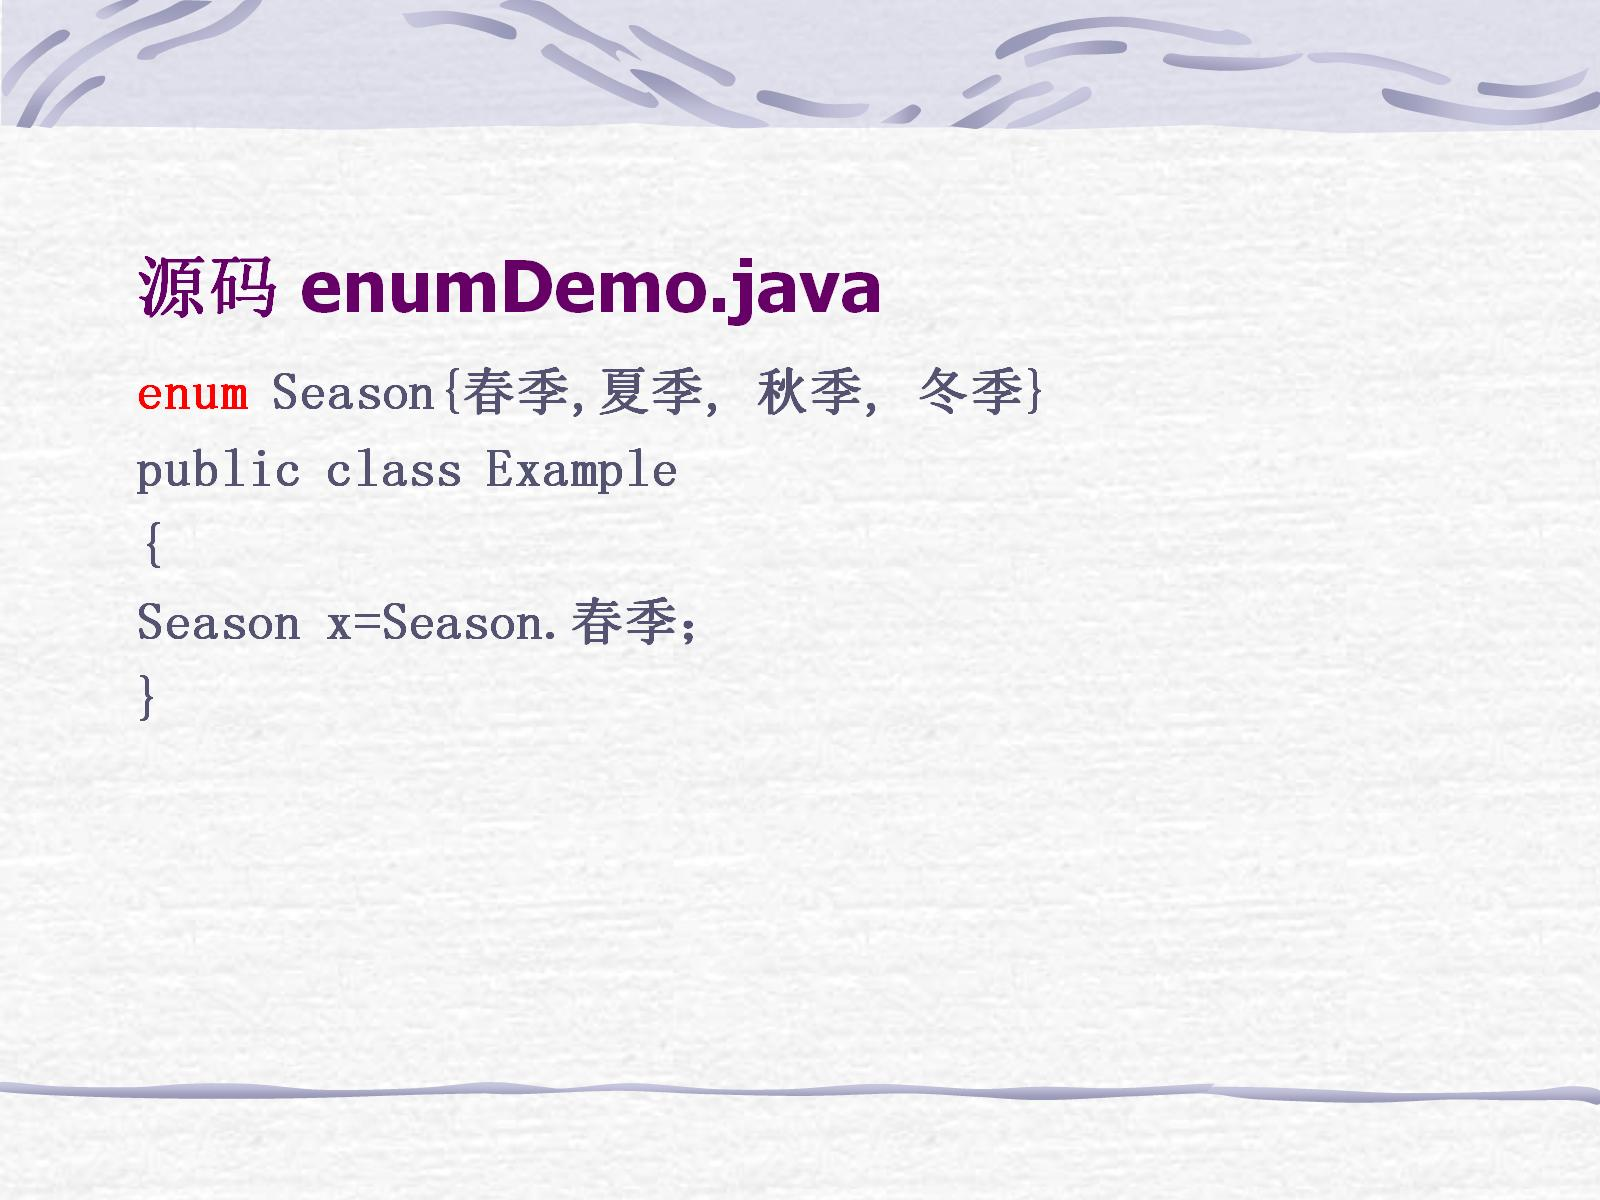 源码 enumDemo.java
enum Season{春季,夏季, 秋季, 冬季}
public class Example
{
Season x=Season.春季;
}